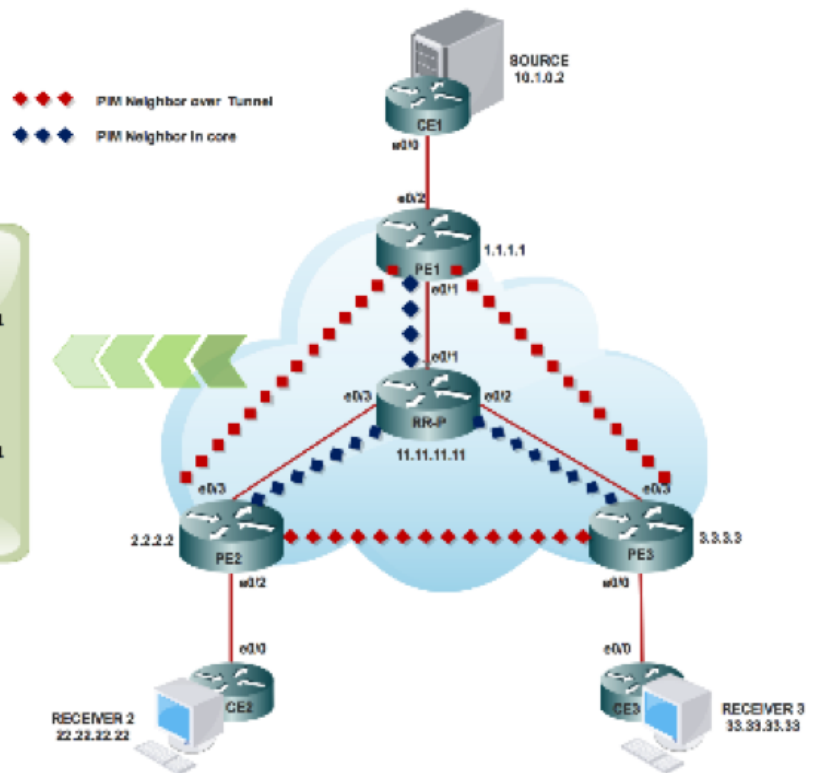 SOURCE
10.1.0.2
PIM Neighbor over Tunnel
PIM Neighbor in core
CE1
e0/0
e0/2
1.1.1.1
PE1
e0/1
e0/1
e0/3
e0/2
RR-P
11.11.11.11
e0/3
e0/3
2.2.2.2
PE2
PE3
3.3.3.3
e0/2
e0/0
e0/0
e0/0
CE2
CE3
RECEIVER 2
22.22.22.22
RECEIVER 3
33.33.33.33